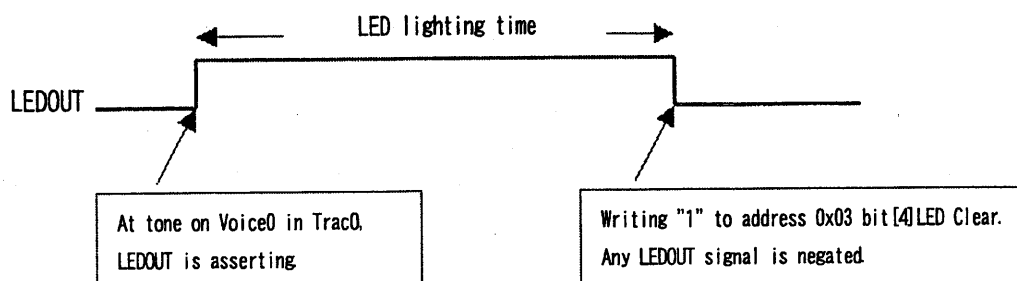 LED lighting time
LEDOUT
At tone on Voice0 in Trac0,
LEDOUT is asserting.
Writing "1" to address 0x03 bit[4]LED Clear.
Any LEDOUT signal is negated.